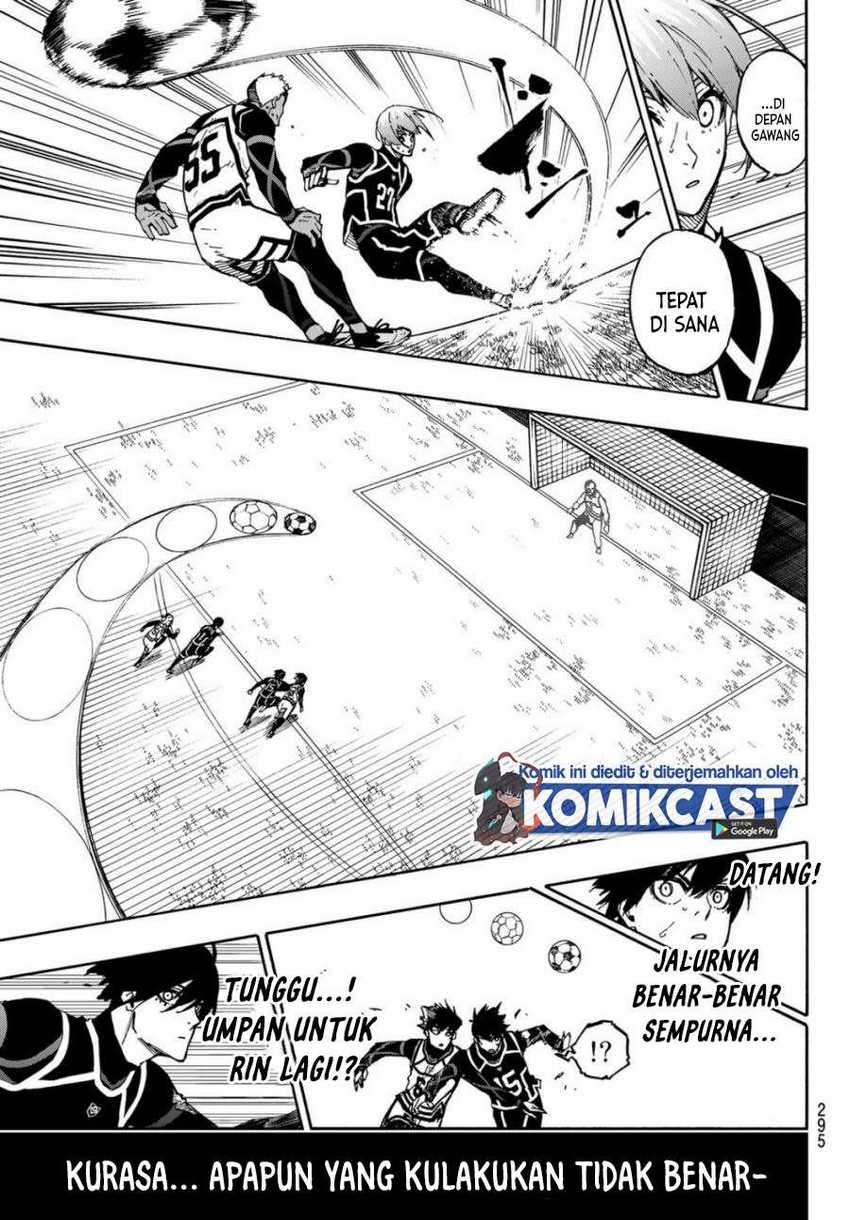 ...DI
DEPAN
GAWANG
TEPAT
DI SANA
55
27
Komik ini diedit & diterjemahkan oleh
KOMIKCAST
GET IT ON
Google Play
DATANG!
JALURNYA
BENAR-BENAR
SEMPURNA...
!?
15
TUNGGU...!
UMPAN UNTUK
RIN LAGI!?
295
KURASA... APAPUN YANG KULAKUKAN TIDAK BENAR-